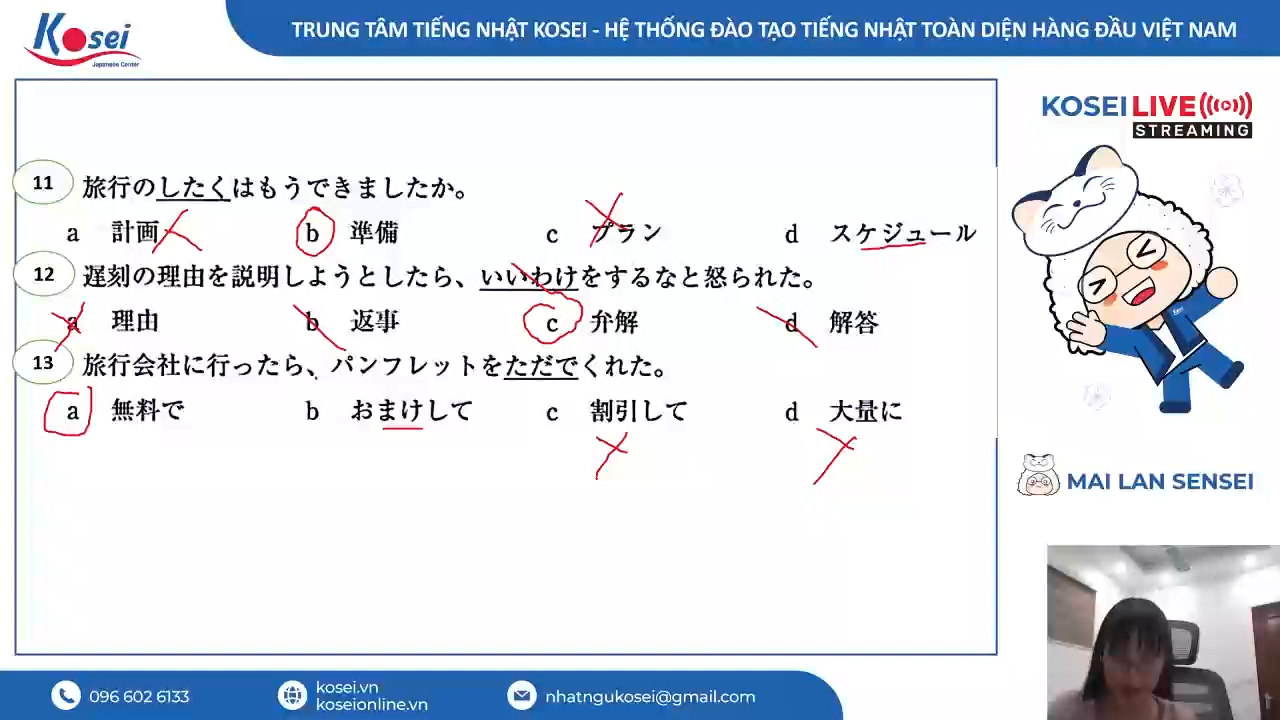 Kosei
Japanese Center
TRUNG TÂM TIẾNG NHẬT KOSEI - HỆ THỐNG ĐÀO TẠO TIẾNG NHẬT TOÀN DIỆN HÀNG ĐẦU VIỆT NAM
KOSEI LIVE
STREAMING
11 旅行のしたくはもうできましたか。
a 計画 b 準備 c プラン d スケジュール
12 遅刻の理由を説明しようとしたら、いいわけをするなと怒られた。
a 理由 b 返事 c 弁解 d 解答
13 旅行会社に行ったら、パンフレットをただでくれた。
a 無料で b おまけして c 割引して d 大量に
MAI LAN SENSEI
096 602 6133
kosei.vn
koseionline.vn
nhatngukosei@gmail.com